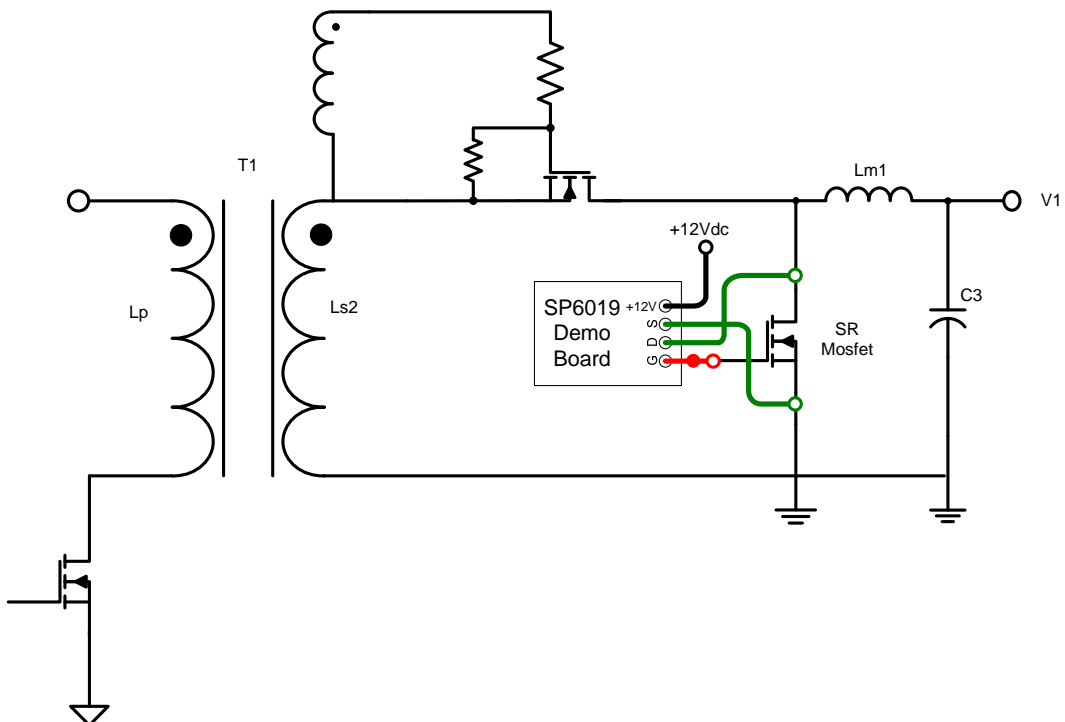 T1
Lp
Ls2
Lm1
V1
+12Vdc
SP6019
Demo
Board
+12V
S
D
G
SR
Mosfet
C3